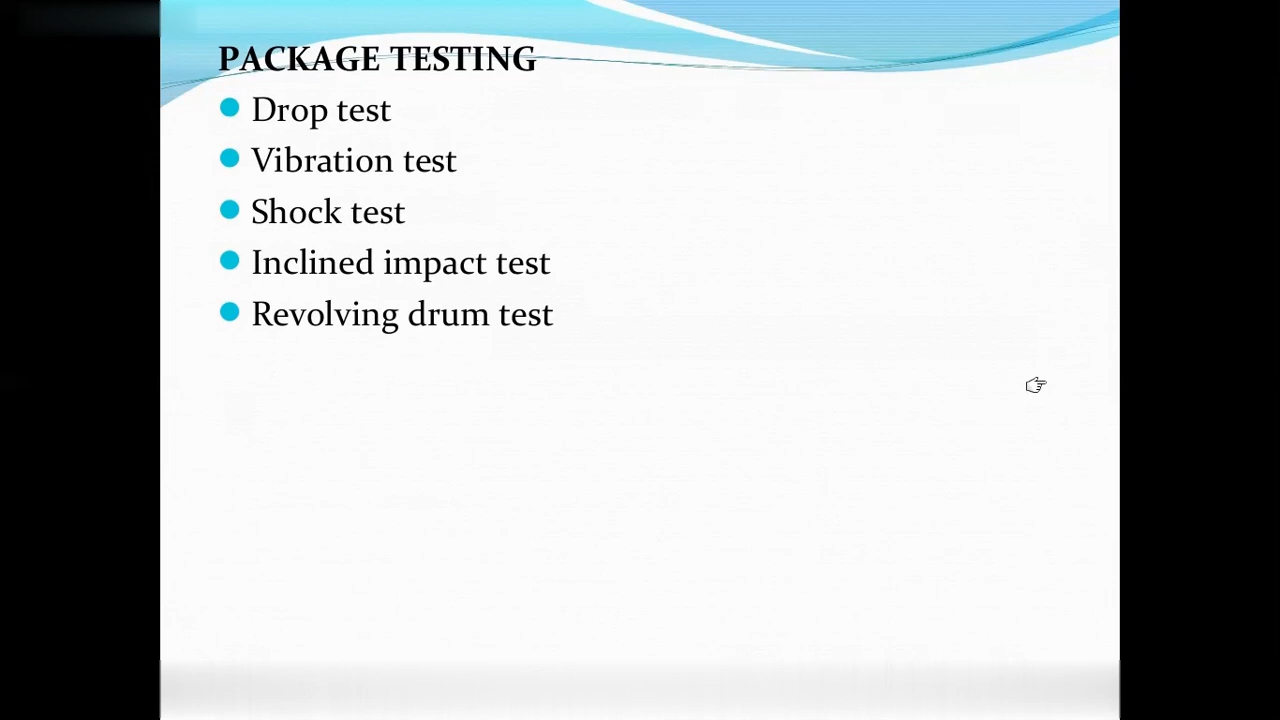 PACKAGE TESTING
Drop test
Vibration test
Shock test
Inclined impact test
Revolving drum test